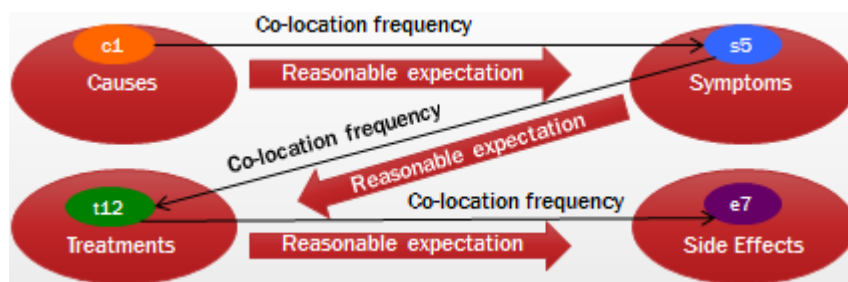 Co-location frequency
c1
s5
Reasonable expectation
Causes
Symptoms
Co-location frequency
Reasonable expectation
t12
Co-location frequency
e7
Treatments
Reasonable expectation
Side Effects